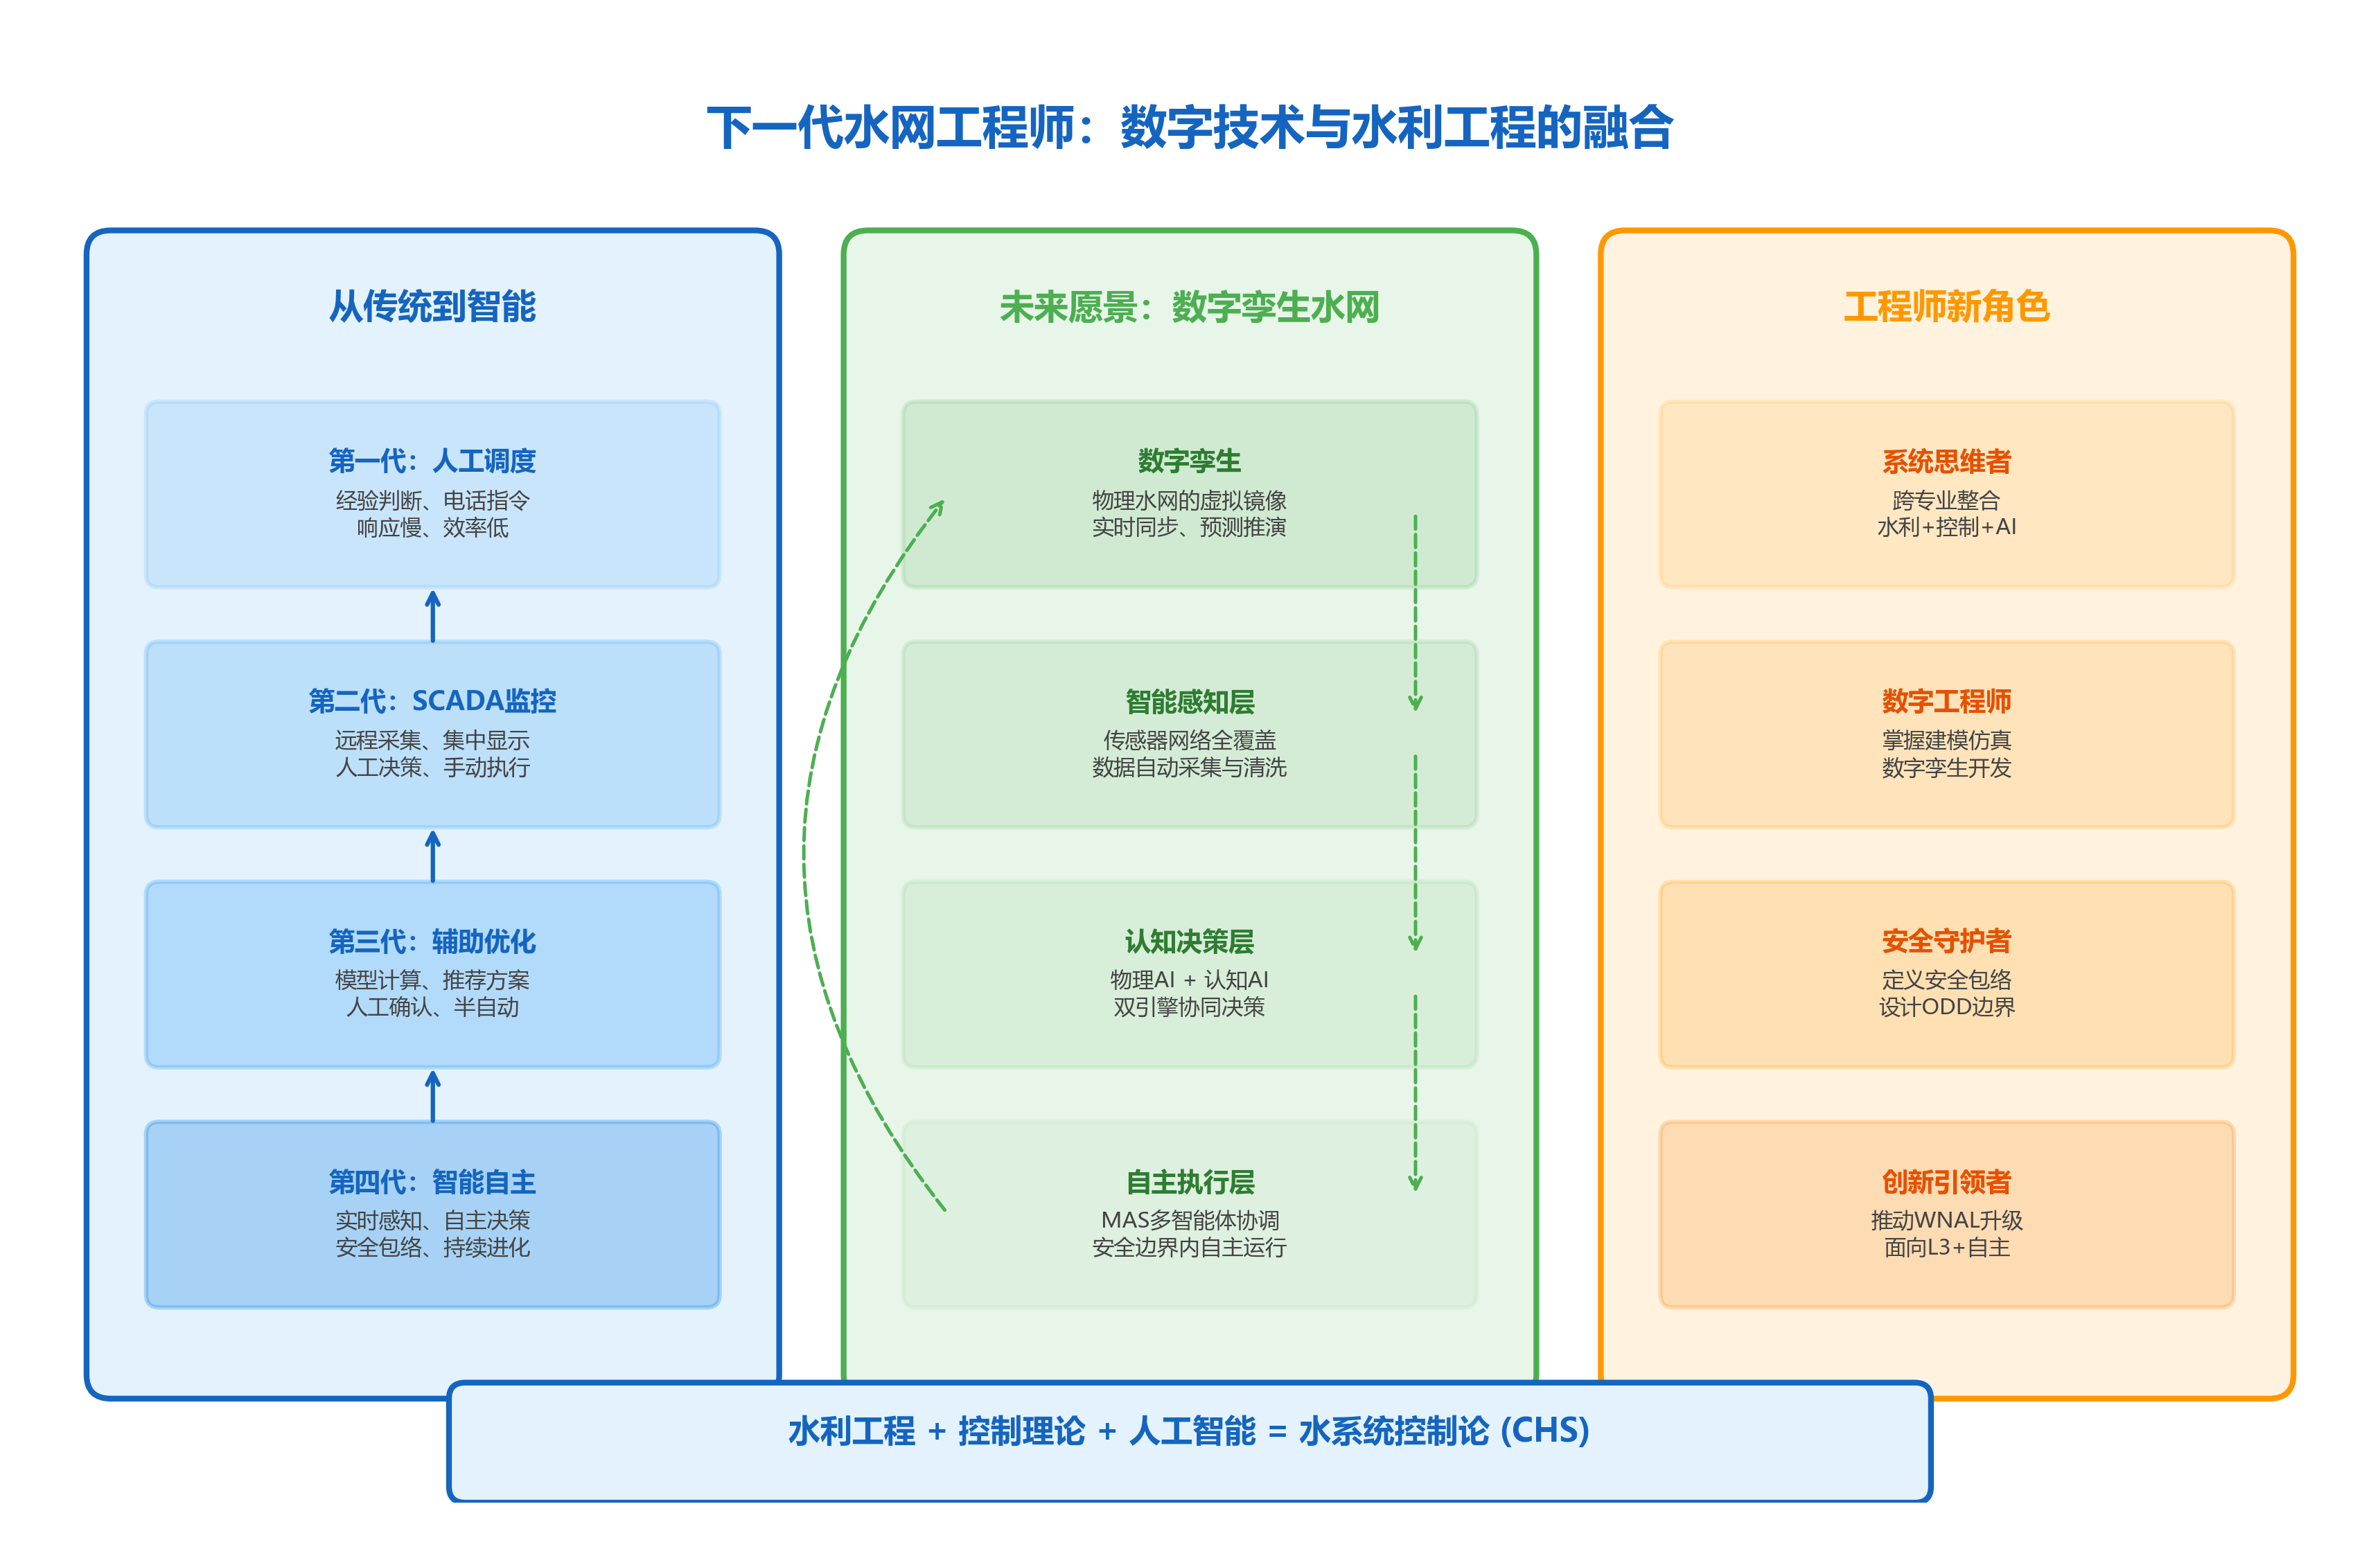 下一代水网工程师：数字技术与水利工程的融合
从传统到智能
第一代：人工调度
经验判断、电话指令
响应慢、效率低
第二代：SCADA监控
远程采集、集中显示
人工决策、手动执行
第三代：辅助优化
模型计算、推荐方案
人工确认、半自动
第四代：智能自主
实时感知、自主决策
安全包络、持续进化
未来愿景：数字孪生水网
数字孪生
物理水网的虚拟镜像
实时同步、预测推演
智能感知层
传感器网络全覆盖
数据自动采集与清洗
认知决策层
物理AI + 认知AI
双引擎协同决策
自主执行层
MAS多智能体协调
安全边界内自主运行
工程师新角色
系统思维者
跨专业整合
水利+控制+AI
数字工程师
掌握建模仿真
数字孪生开发
安全守护者
定义安全包络
设计ODD边界
创新引领者
推动WNAL升级
面向L3+自主
水利工程 + 控制理论 + 人工智能 = 水系统控制论 (CHS)